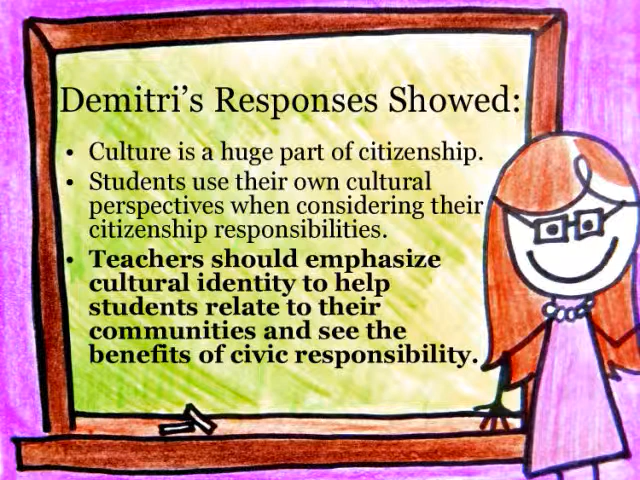 Demitri’s Responses Showed:
• Culture is a huge part of citizenship.
• Students use their own cultural
perspectives when considering their
citizenship responsibilities.
• Teachers should emphasize
cultural identity to help
students relate to their
communities and see the
benefits of civic responsibility.